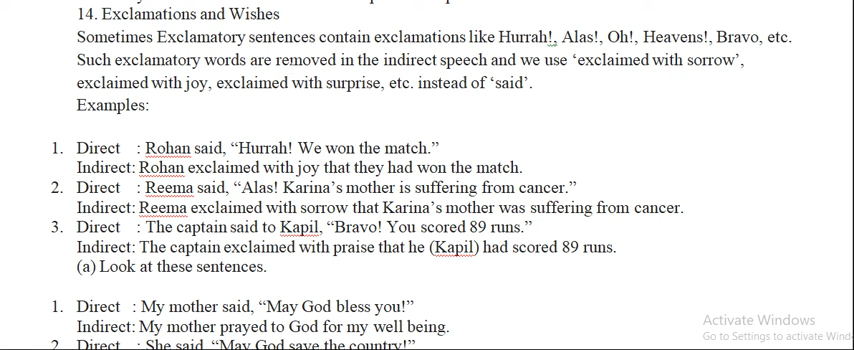 14. Exclamations and Wishes
Sometimes Exclamatory sentences contain exclamations like Hurrah!, Alas!, Oh!, Heavens!, Bravo, etc.
Such exclamatory words are removed in the indirect speech and we use ‘exclaimed with sorrow’,
exclaimed with joy, exclaimed with surprise, etc. instead of ‘said’.
Examples:
1. Direct : Rohan said, “Hurrah! We won the match.”
Indirect: Rohan exclaimed with joy that they had won the match.
2. Direct : Reema said, “Alas! Karina’s mother is suffering from cancer.”
Indirect: Reema exclaimed with sorrow that Karina’s mother was suffering from cancer.
3. Direct : The captain said to Kapil, “Bravo! You scored 89 runs.”
Indirect: The captain exclaimed with praise that he (Kapil) had scored 89 runs.
(a) Look at these sentences.
1. Direct : My mother said, “May God bless you!”
Indirect: My mother prayed to God for my well being.
2. Direct : She said, “May God save the country!”
Activate Windows
Go to Settings to activate Wind